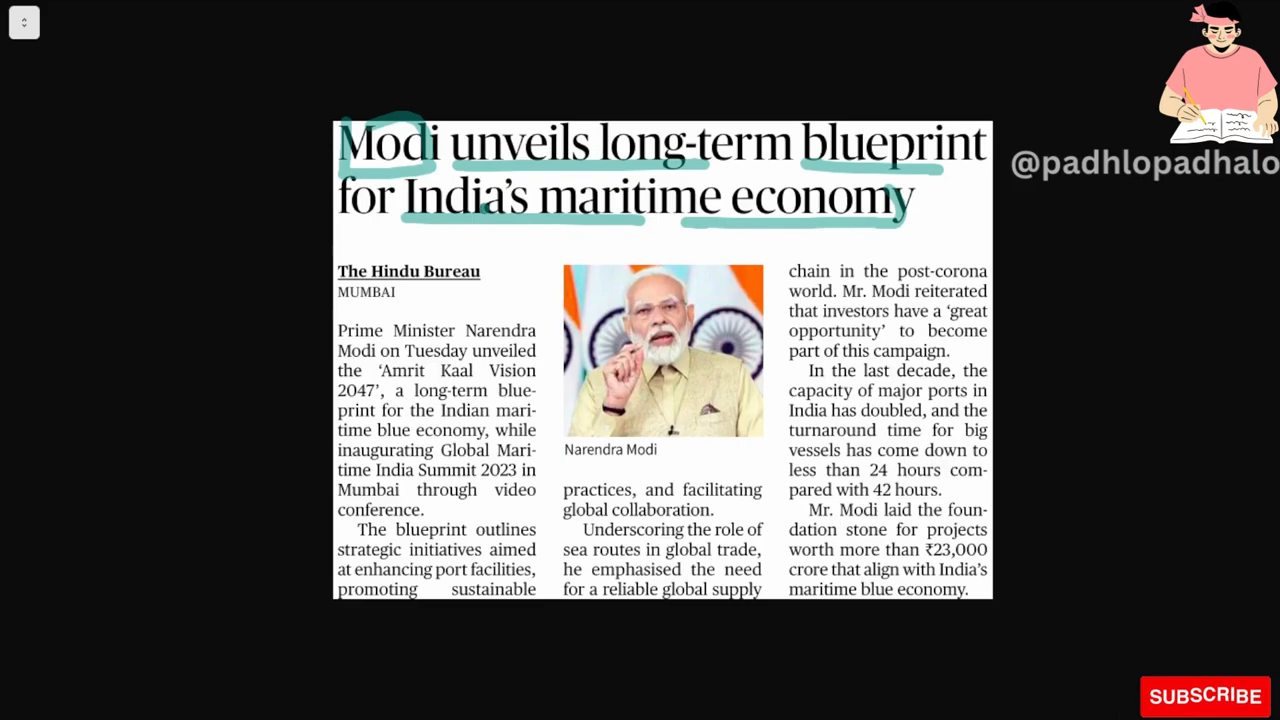 Modi unveils long-term blueprint
for India's maritime economy
@padhlopadhalo
The Hindu Bureau
MUMBAI
Prime Minister Narendra
Modi on Tuesday unveiled
the 'Amrit Kaal Vision
2047', a long-term blue-
print for the Indian mari-
time blue economy, while
inaugurating Global Mari-
time India Summit 2023 in
Mumbai through video
conference.
The blueprint outlines
strategic initiatives aimed
at enhancing port facilities,
promoting sustainable
Narendra Modi
practices, and facilitating
global collaboration.
Underscoring the role of
sea routes in global trade,
he emphasised the need
for a reliable global supply
chain in the post-corona
world. Mr. Modi reiterated
that investors have a 'great
opportunity' to become
part of this campaign.
In the last decade, the
capacity of major ports in
India has doubled, and the
turnaround time for big
vessels has come down to
less than 24 hours com-
pared with 42 hours.
Mr. Modi laid the foun-
dation stone for projects
worth more than ₹23,000
crore that align with India's
maritime blue economy.
SUBSCRIBE